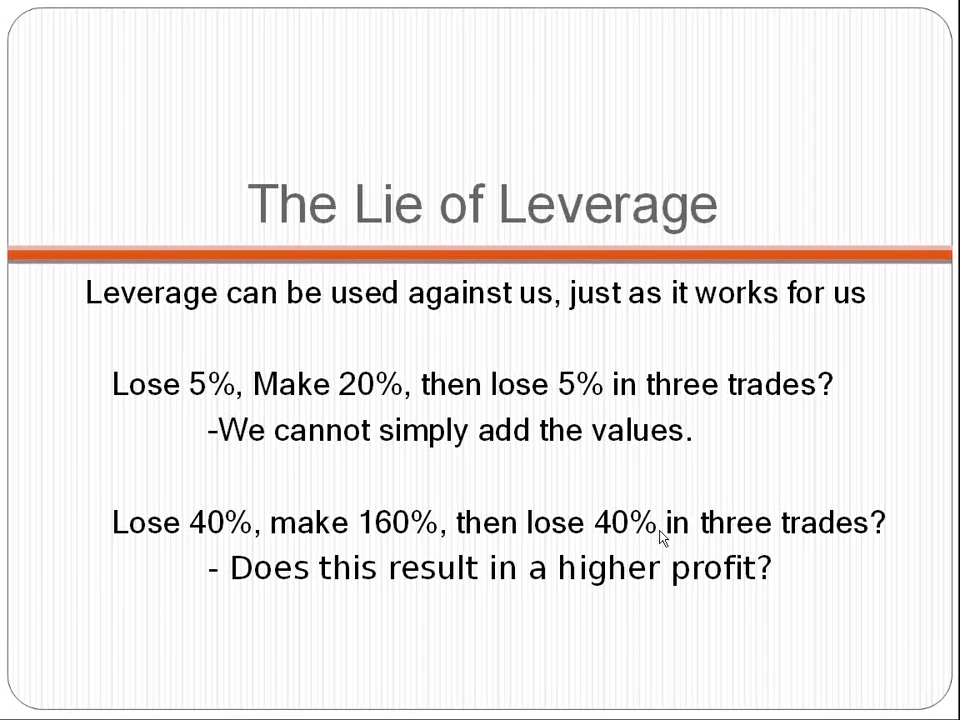 The Lie of Leverage
Leverage can be used against us, just as it works for us
Lose 5%, Make 20%, then lose 5% in three trades?
-We cannot simply add the values.
Lose 40%, make 160%, then lose 40% in three trades?
- Does this result in a higher profit?